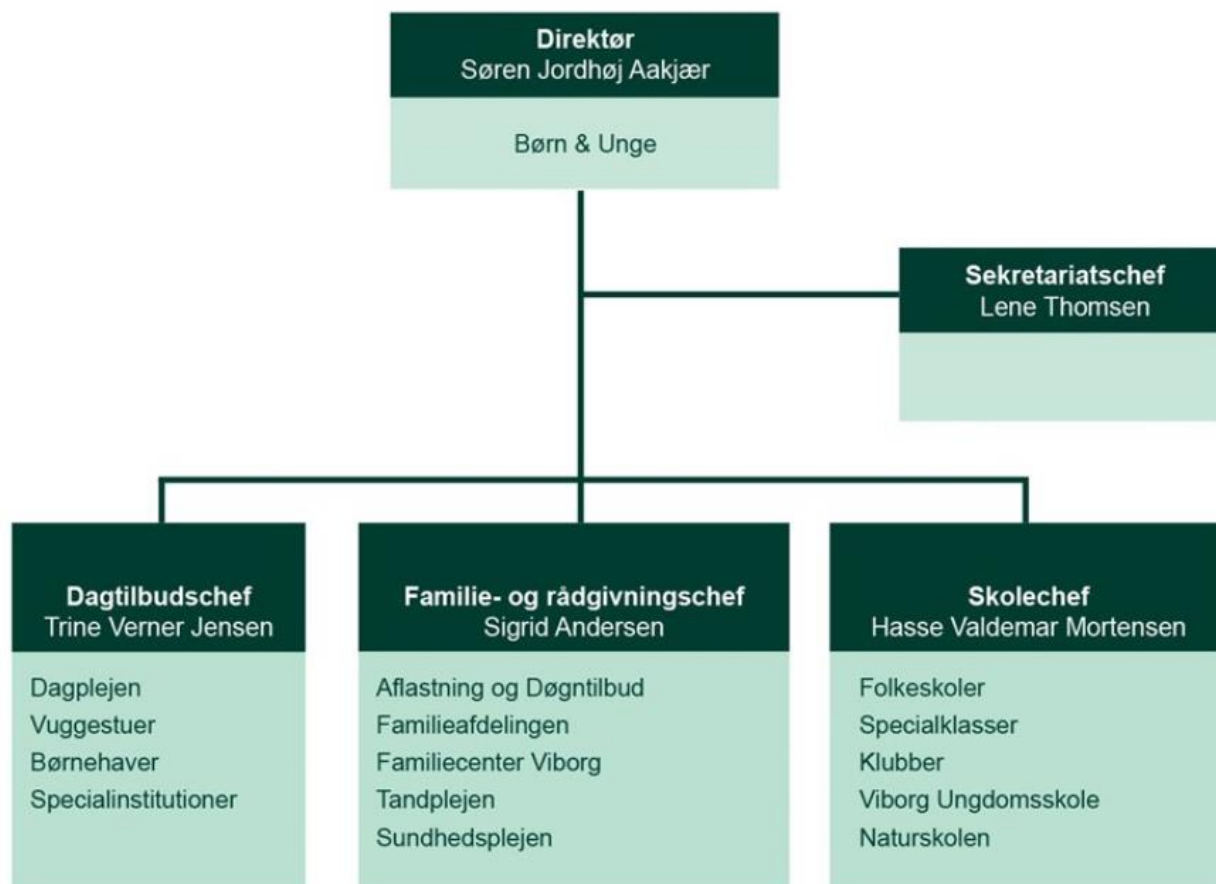 Direktør
Søren Jordhøj Aakjær
Børn & Unge
Sekretariatschef
Lene Thomsen
Dagtilbudschef
Trine Verner Jensen
Dagplejen
Vuggestuer
Børnehaver
Specialinstitutioner
Familie- og rådgivningschef
Sigrid Andersen
Aflastning og Døgntilbud
Familieafdelingen
Familiecenter Viborg
Tandplejen
Sundhedsplejen
Skolechef
Hasse Valdemar Mortensen
Folkeskoler
Specialklasser
Klubber
Viborg Ungdomsskole
Naturskolen